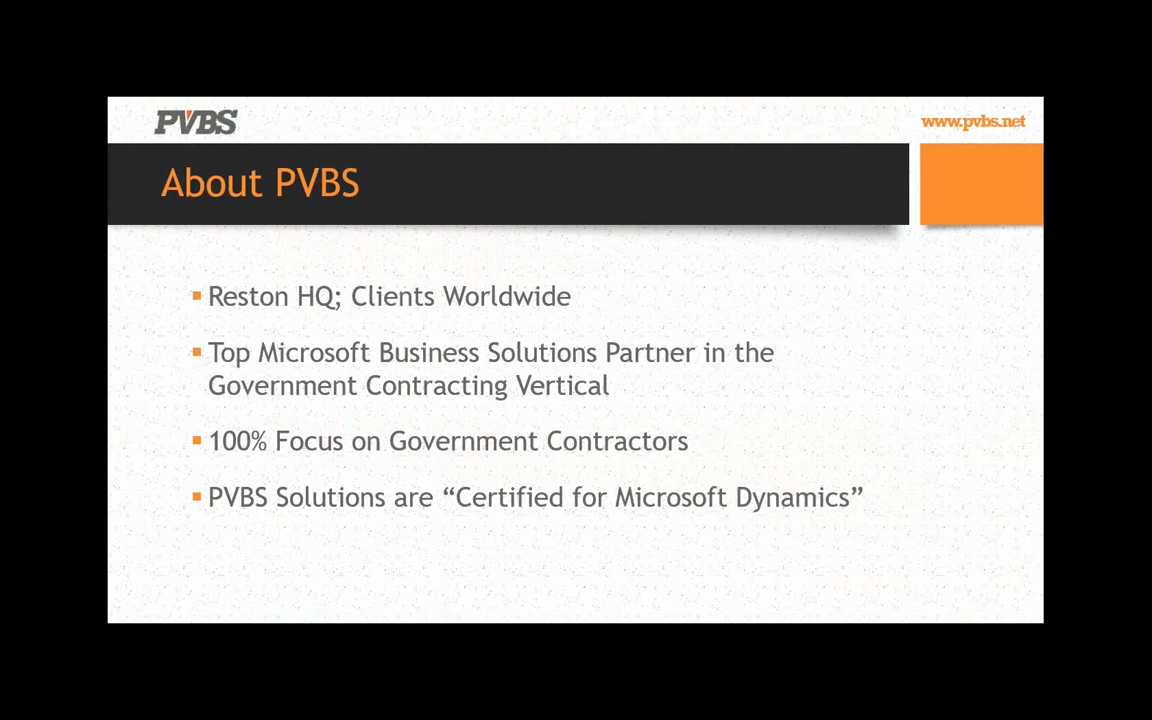 PVBS
www.pvbs.net
About PVBS
Reston HQ; Clients Worldwide
Top Microsoft Business Solutions Partner in the
Government Contracting Vertical
100% Focus on Government Contractors
PVBS Solutions are “Certified for Microsoft Dynamics”